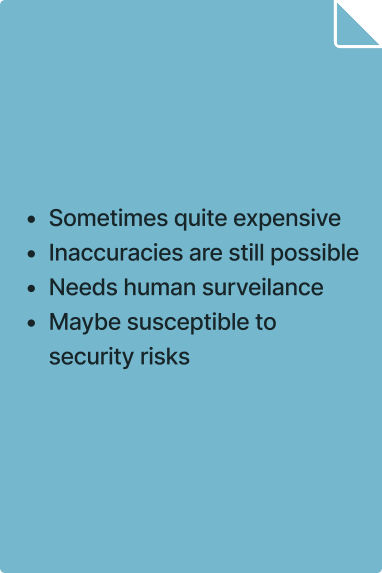 • Sometimes quite expensive
• Inaccuracies are still possible
• Needs human surveilance
• Maybe susceptible to
security risks